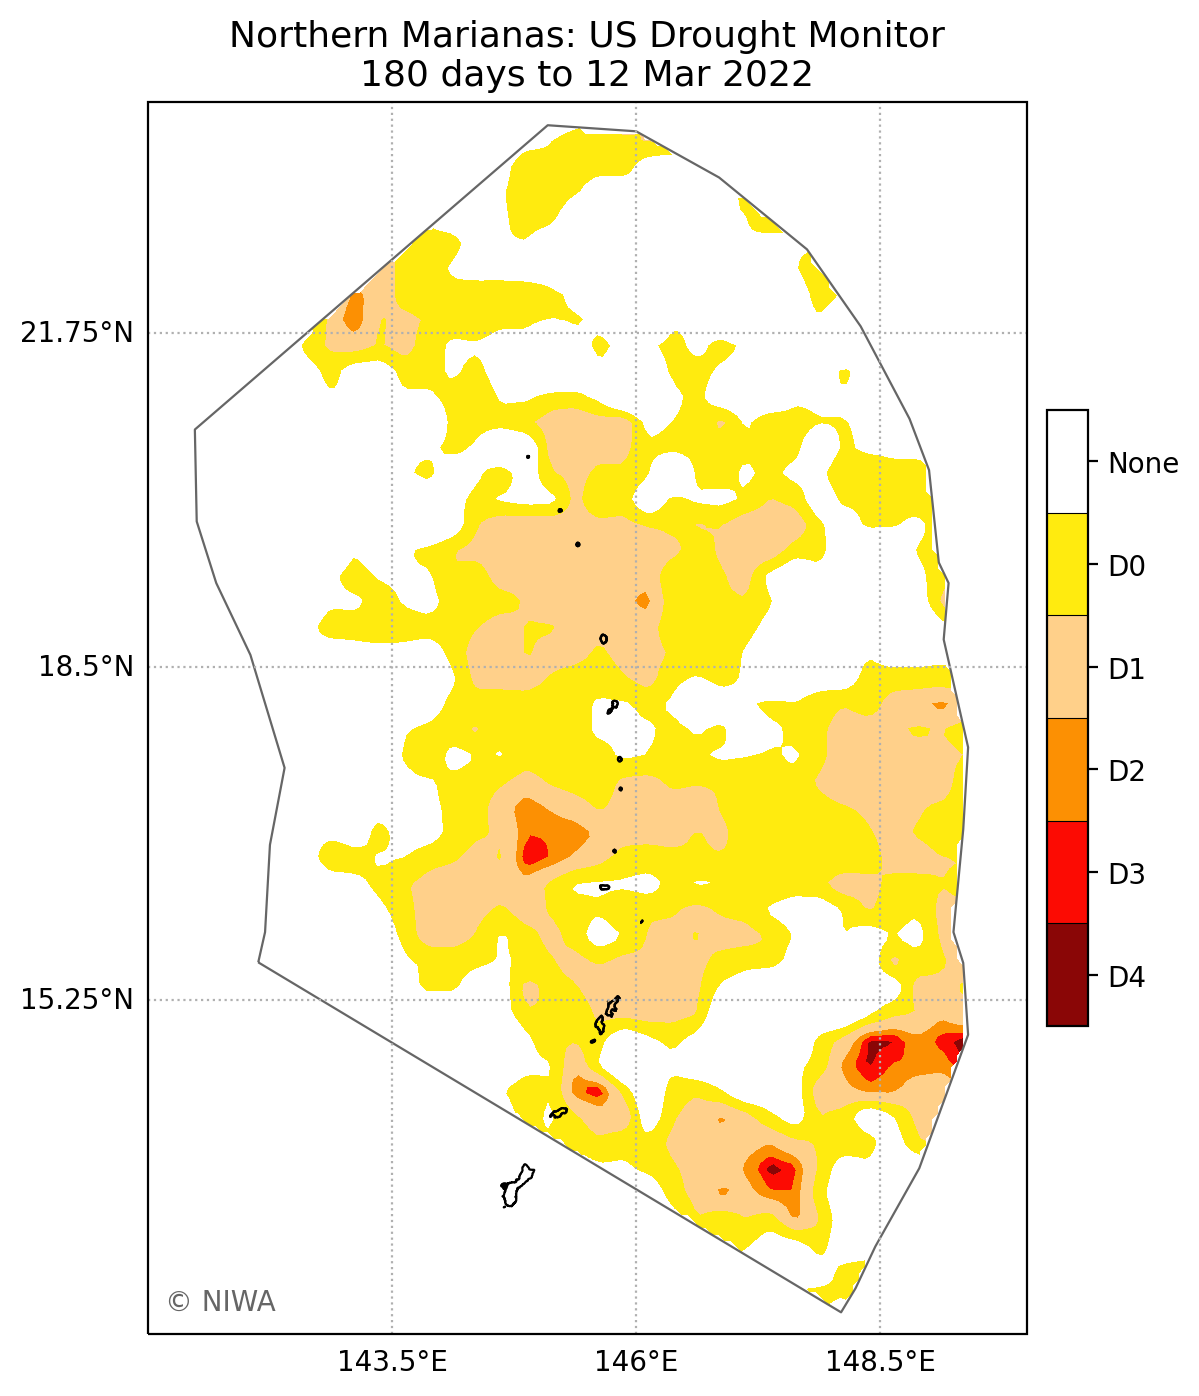 Northern Marianas: US Drought Monitor
180 days to 12 Mar 2022
21.75°N
18.5°N
15.25°N
143.5°E
146°E
148.5°E
None
D0
D1
D2
D3
D4
© NIWA